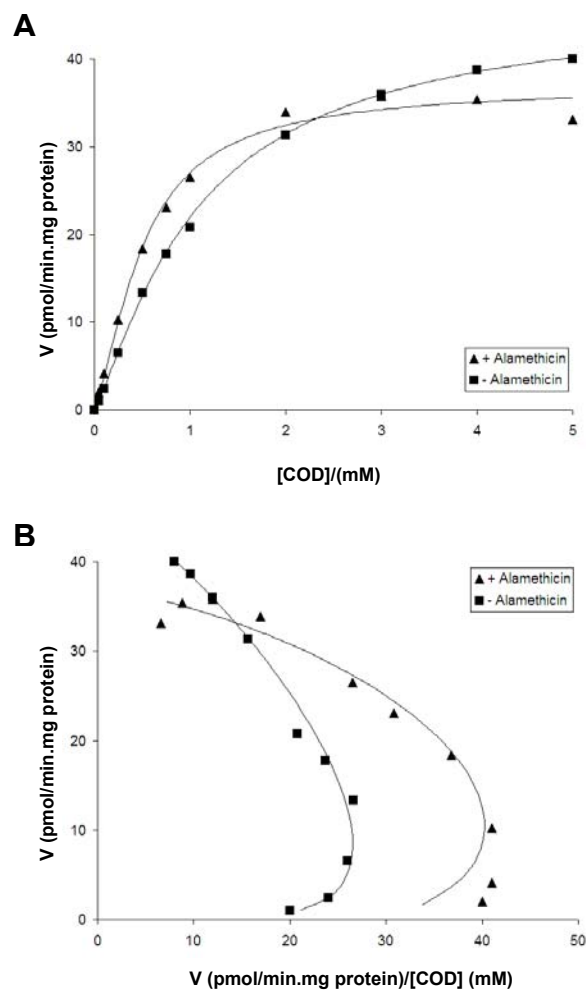 A
V (pmol/min.mg protein)
40
30
20
10
0
0 1 2 3 4 5
[COD]/(mM)
+ Alamethicin
- Alamethicin
B
V (pmol/min.mg protein)
40
30
20
10
0
0 10 20 30 40 50
V (pmol/min.mg protein)/[COD] (mM)
+ Alamethicin
- Alamethicin